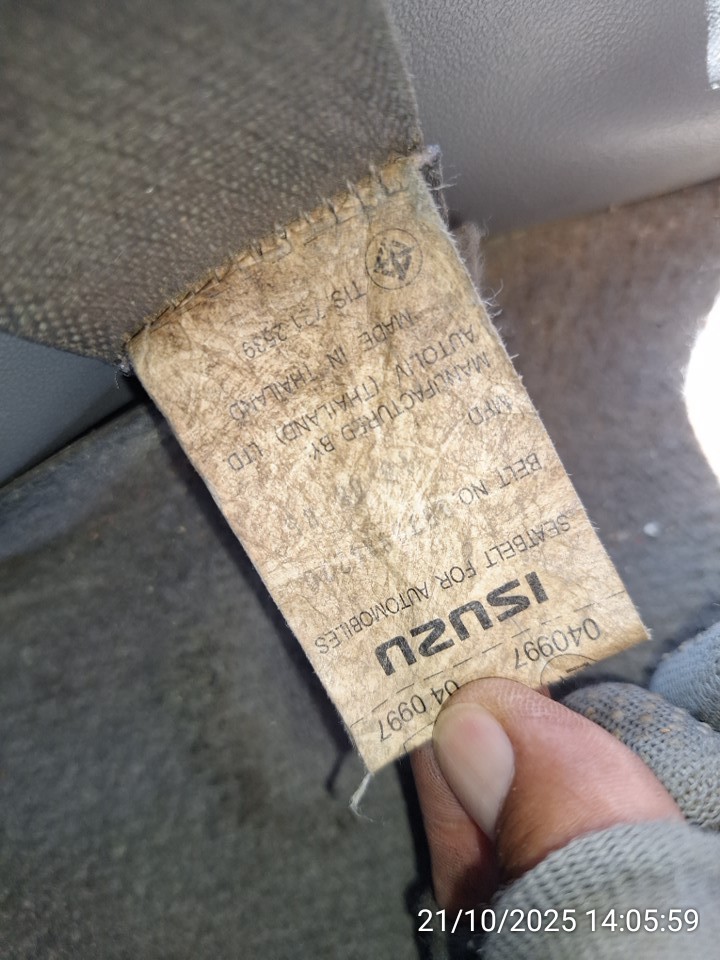 040997 04 0997
ISUZU
SEATBELT FOR AUTOMOBILES
BELT NO.
MFD.
MANUFACTURED BY
AUTOLIV (THAILAND) LTD
MADE IN THAILAND
TIS 721-2539
21/10/2025 14:05:59